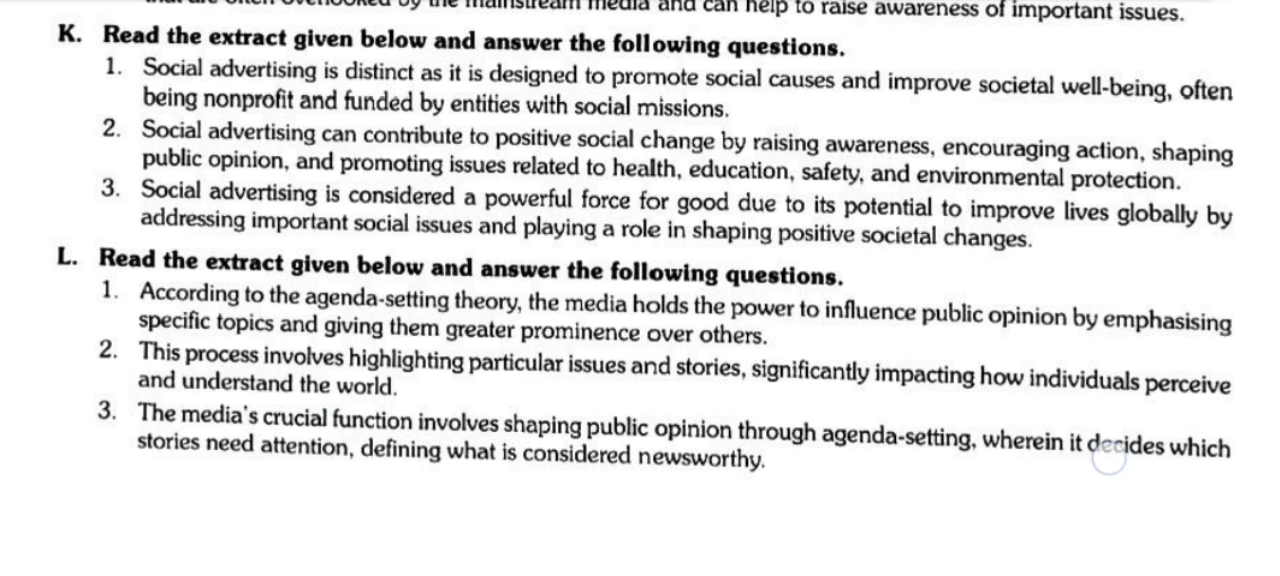 the mainstream media and can help to raise awareness of important issues.
K. Read the extract given below and answer the following questions.
1. Social advertising is distinct as it is designed to promote social causes and improve societal well-being, often
being nonprofit and funded by entities with social missions.
2. Social advertising can contribute to positive social change by raising awareness, encouraging action, shaping
public opinion, and promoting issues related to health, education, safety, and environmental protection.
3. Social advertising is considered a powerful force for good due to its potential to improve lives globally by
addressing important social issues and playing a role in shaping positive societal changes.
L. Read the extract given below and answer the following questions.
1. According to the agenda-setting theory, the media holds the power to influence public opinion by emphasising
specific topics and giving them greater prominence over others.
2. This process involves highlighting particular issues and stories, significantly impacting how individuals perceive
and understand the world.
3. The media's crucial function involves shaping public opinion through agenda-setting, wherein it decides which
stories need attention, defining what is considered newsworthy.